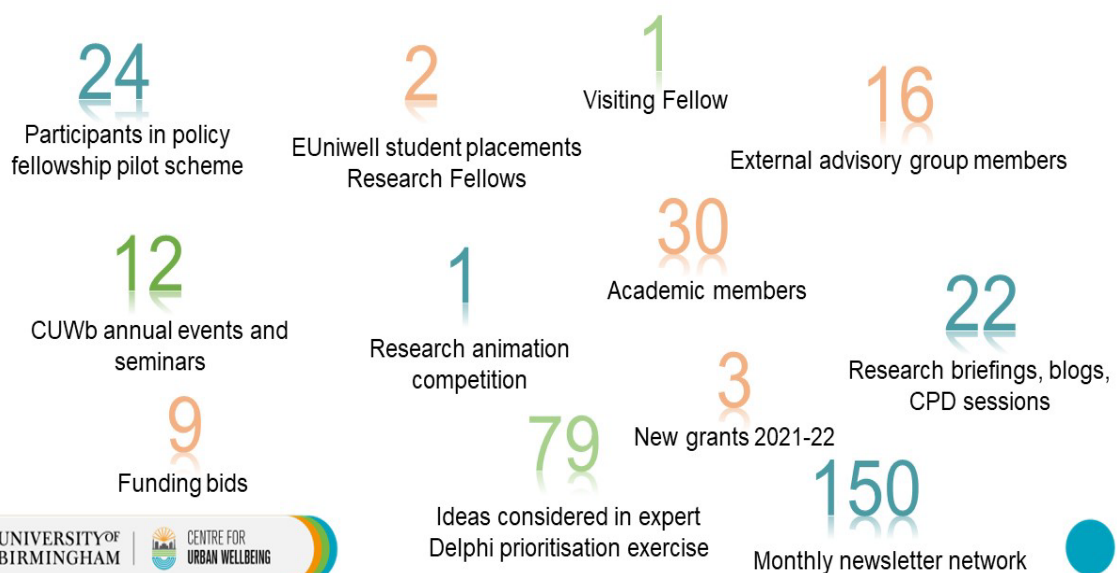 24
Participants in policy
fellowship pilot scheme
2
EUniwell student placements
Research Fellows
1
Visiting Fellow
16
External advisory group members
12
CUWb annual events and
seminars
1
Research animation
competition
30
Academic members
22
Research briefings, blogs,
CPD sessions
9
Funding bids
79
Ideas considered in expert
Delphi prioritisation exercise
3
New grants 2021-22
150
Monthly newsletter network
UNIVERSITYOF
BIRMINGHAM
CENTRE FOR
URBAN WELLBEING